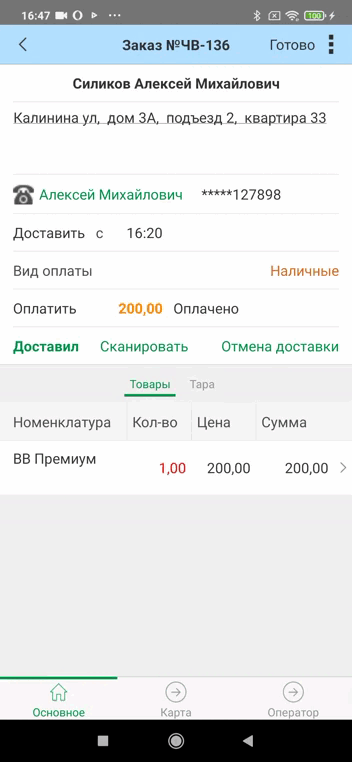 16:47
100
Заказ №ЧВ-136 Готово
Силиков Алексей Михайлович
Калинина ул, дом 3А, подъезд 2, квартира 33
Алексей Михайлович *****127898
Доставить с 16:20
Вид оплаты Наличные
Оплатить 200,00 Оплачено
Доставил Сканировать Отмена доставки
Товары Тара
Номенклатура Кол-во Цена Сумма
ВВ Премиум 1,00 200,00 200,00
Основное Карта Оператор